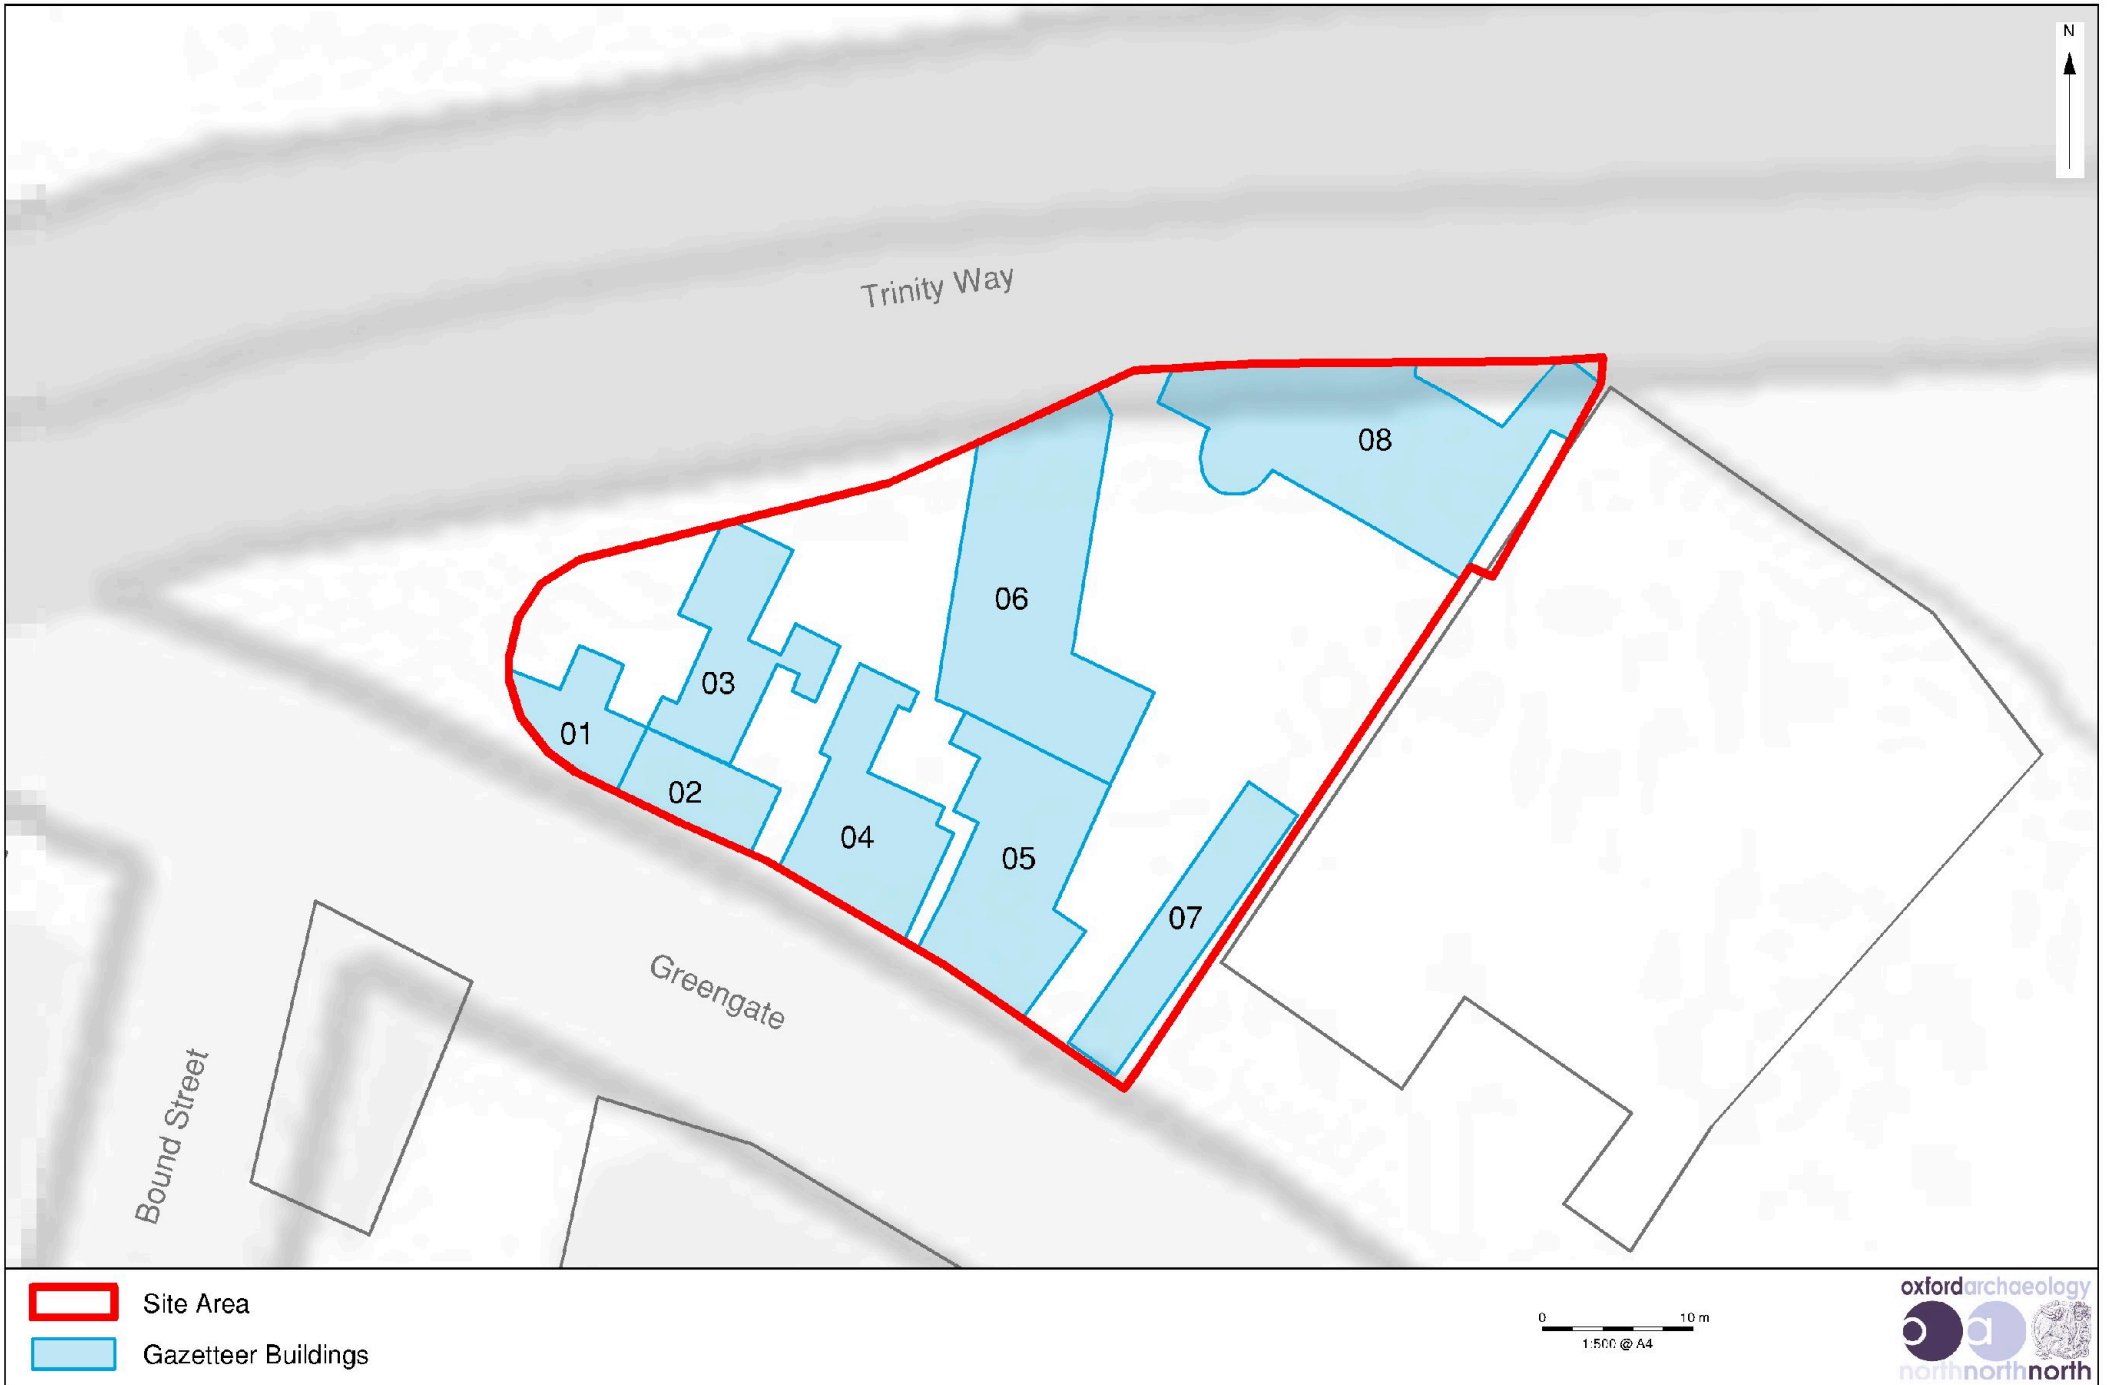 N
Trinity Way
08
06
03
01
02
04
05
07
Greengate
Bound Street
Site Area
Gazetteer Buildings
0 10 m
1:500 @ A4
oxfordarchaeology
o a
northnorthnorth